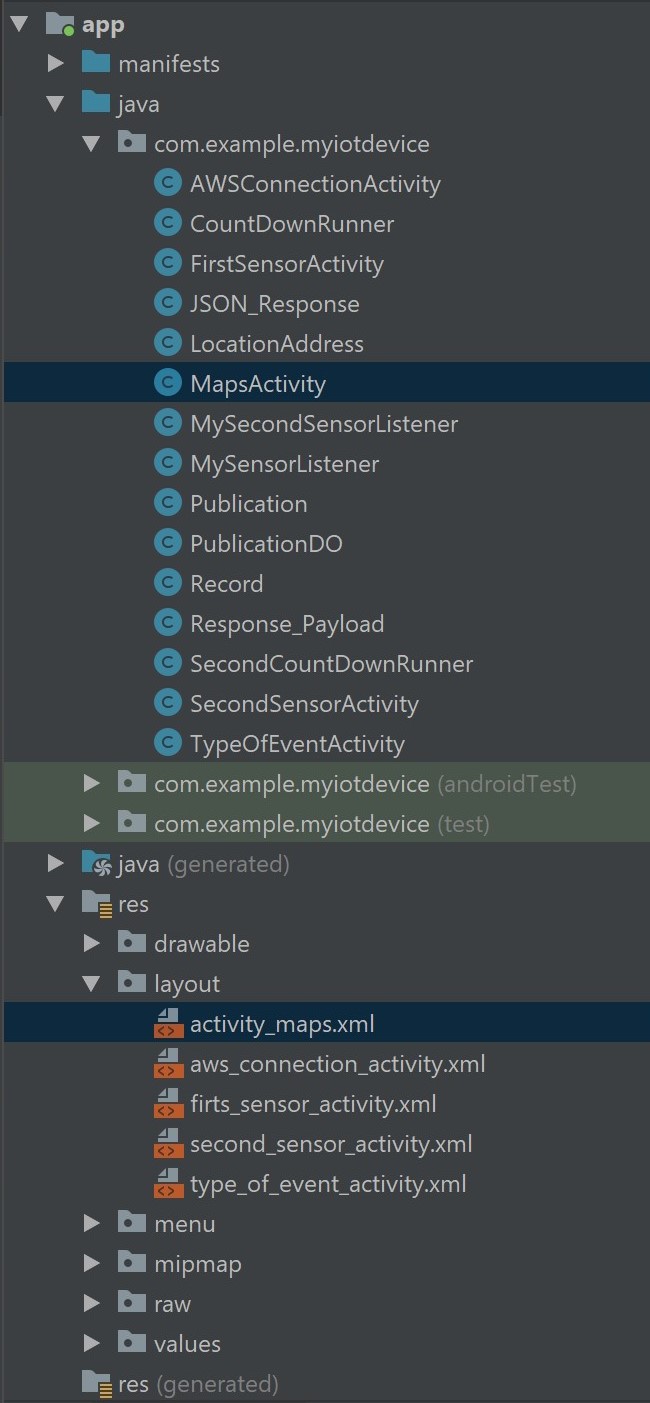 app
manifests
java
com.example.myiotdevice
AWSConnectionActivity
CountDownRunner
FirstSensorActivity
JSON_Response
LocationAddress
MapsActivity
MySecondSensorListener
MySensorListener
Publication
PublicationDO
Record
Response_Payload
SecondCountDownRunner
SecondSensorActivity
TypeOfEventActivity
com.example.myiotdevice (androidTest)
com.example.myiotdevice (test)
java (generated)
res
drawable
layout
activity_maps.xml
aws_connection_activity.xml
firts_sensor_activity.xml
second_sensor_activity.xml
type_of_event_activity.xml
menu
mipmap
raw
values
res (generated)